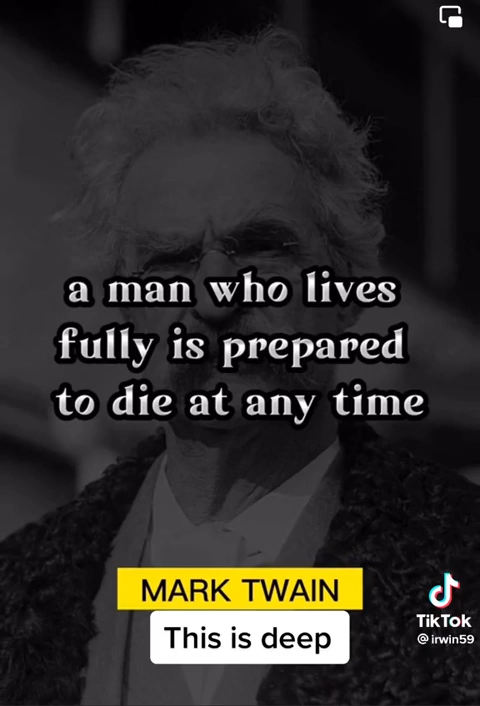 a man who lives
fully is prepared
to die at any time
MARK TWAIN
This is deep
TikTok
@irwin59